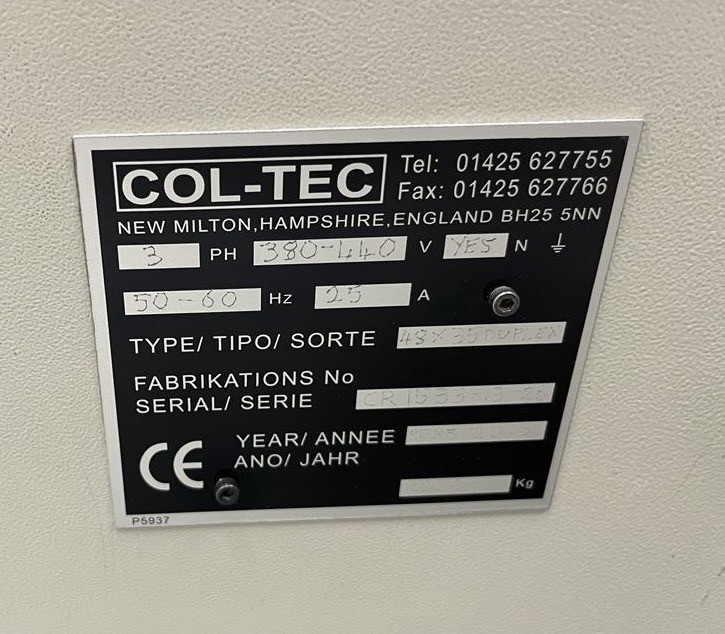 COL-TEC
Tel: 01425 627755
Fax: 01425 627766
NEW MILTON,HAMPSHIRE,ENGLAND BH25 5NN
3 PH 380-440 V YES N
50-60 Hz 25 A
TYPE/ TIPO/ SORTE 48X35DUPLEX
FABRIKATIONS No
SERIAL/ SERIE
YEAR/ ANNEE
ANO/ JAHR
CE
Kg
P5937